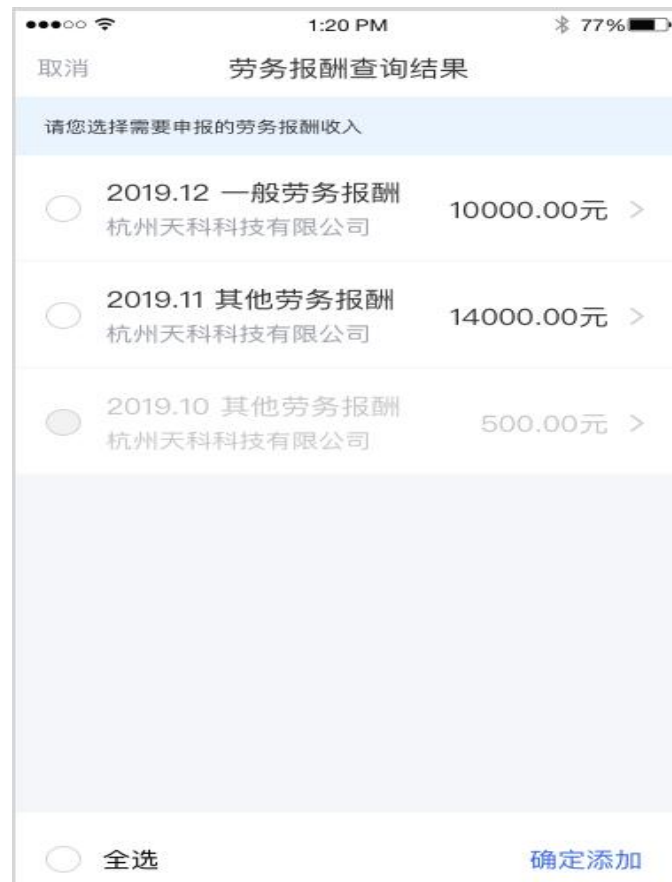 1:20 PM 77%
取消 劳务报酬查询结果
请您选择需要申报的劳务报酬收入
2019.12 一般劳务报酬
10000.00元 >
杭州天科科技有限公司
2019.11 其他劳务报酬
14000.00元 >
杭州天科科技有限公司
2019.10 其他劳务报酬
500.00元 >
杭州天科科技有限公司
全选 确定添加